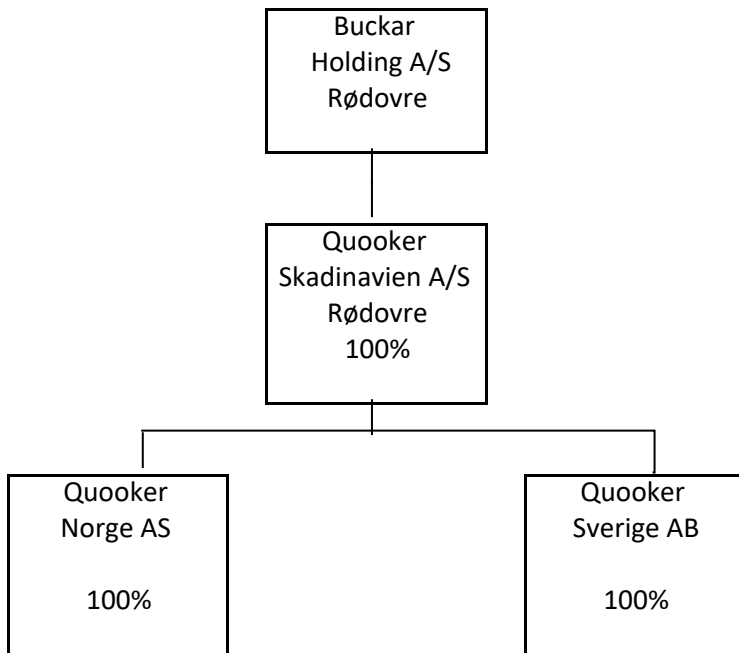 Buckar
Holding A/S
Rødovre
Quooker
Skadinavien A/S
Rødovre
100%
Quooker
Norge AS
100%
Quooker
Sverige AB
100%